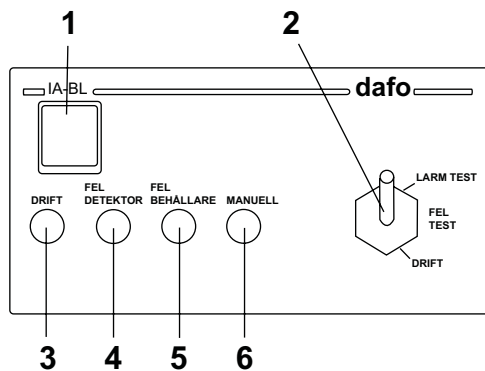 1
2
IA-BL
dafo
LARM TEST
FEL
TEST
DRIFT
DRIFT
FEL
DETEKTOR
FEL
BEHÅLLARE
MANUELL
3
4
5
6